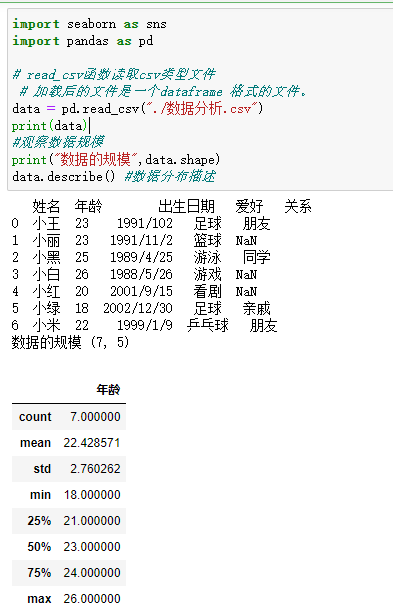 import seaborn as sns
import pandas as pd
# read_csv函数读取csv类型文件
# 加载后的文件是一个dataframe 格式的文件。
data = pd.read_csv("./数据分析.csv")
print(data)
#观察数据规模
print("数据的规模",data.shape)
data.describe() #数据分布描述
姓名 年龄 出生日期 爱好 关系
0 小王 23 1991/102 足球 朋友
1 小丽 23 1991/11/2 篮球 NaN
2 小黑 25 1989/4/25 游泳 同学
3 小白 26 1988/5/26 游戏 NaN
4 小红 20 2001/9/15 看剧 NaN
5 小绿 18 2002/12/30 足球 亲戚
6 小米 22 1999/1/9 乒乓球 朋友
数据的规模 (7, 5)
年龄
count 7.000000
mean 22.428571
std 2.760262
min 18.000000
25% 21.000000
50% 23.000000
75% 24.000000
max 26.000000